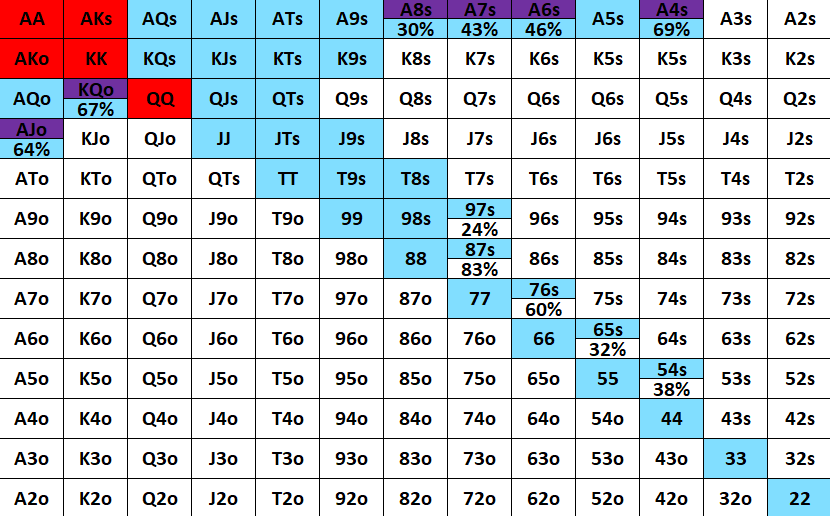 AA AKs AQs AJs ATs A9s A8s 30% A7s 43% A6s 46% A5s A4s 69% A3s A2s
AKo KK KQs KJs KTs K9s K8s K7s K6s K5s K5s K3s K2s
AQo KQo 67% QQ QJs QTs Q9s Q8s Q7s Q6s Q6s Q5s Q4s Q2s
AJo 64% KJo QJo JJ JTs J9s J8s J7s J6s J6s J5s J4s J2s
ATo KTo QTo QTs TT T9s T8s T7s T6s T6s T5s T4s T2s
A9o K9o Q9o J9o T9o 99 98s 97s 24% 96s 95s 94s 93s 92s
A8o K8o Q8o J8o T8o 98o 88 87s 83% 86s 85s 84s 83s 82s
A7o K7o Q7o J7o T7o 97o 87o 77 76s 60% 75s 74s 73s 72s
A6o K6o Q6o J6o T6o 96o 86o 76o 66 65s 32% 64s 63s 62s
A5o K5o Q5o J5o T5o 95o 85o 75o 65o 55 54s 38% 53s 52s
A4o K4o Q4o J4o T4o 94o 84o 74o 64o 54o 44 43s 42s
A3o K3o Q3o J3o T3o 93o 83o 73o 63o 53o 43o 33 32s
A2o K2o Q2o J2o T2o 92o 82o 72o 62o 52o 42o 32o 22